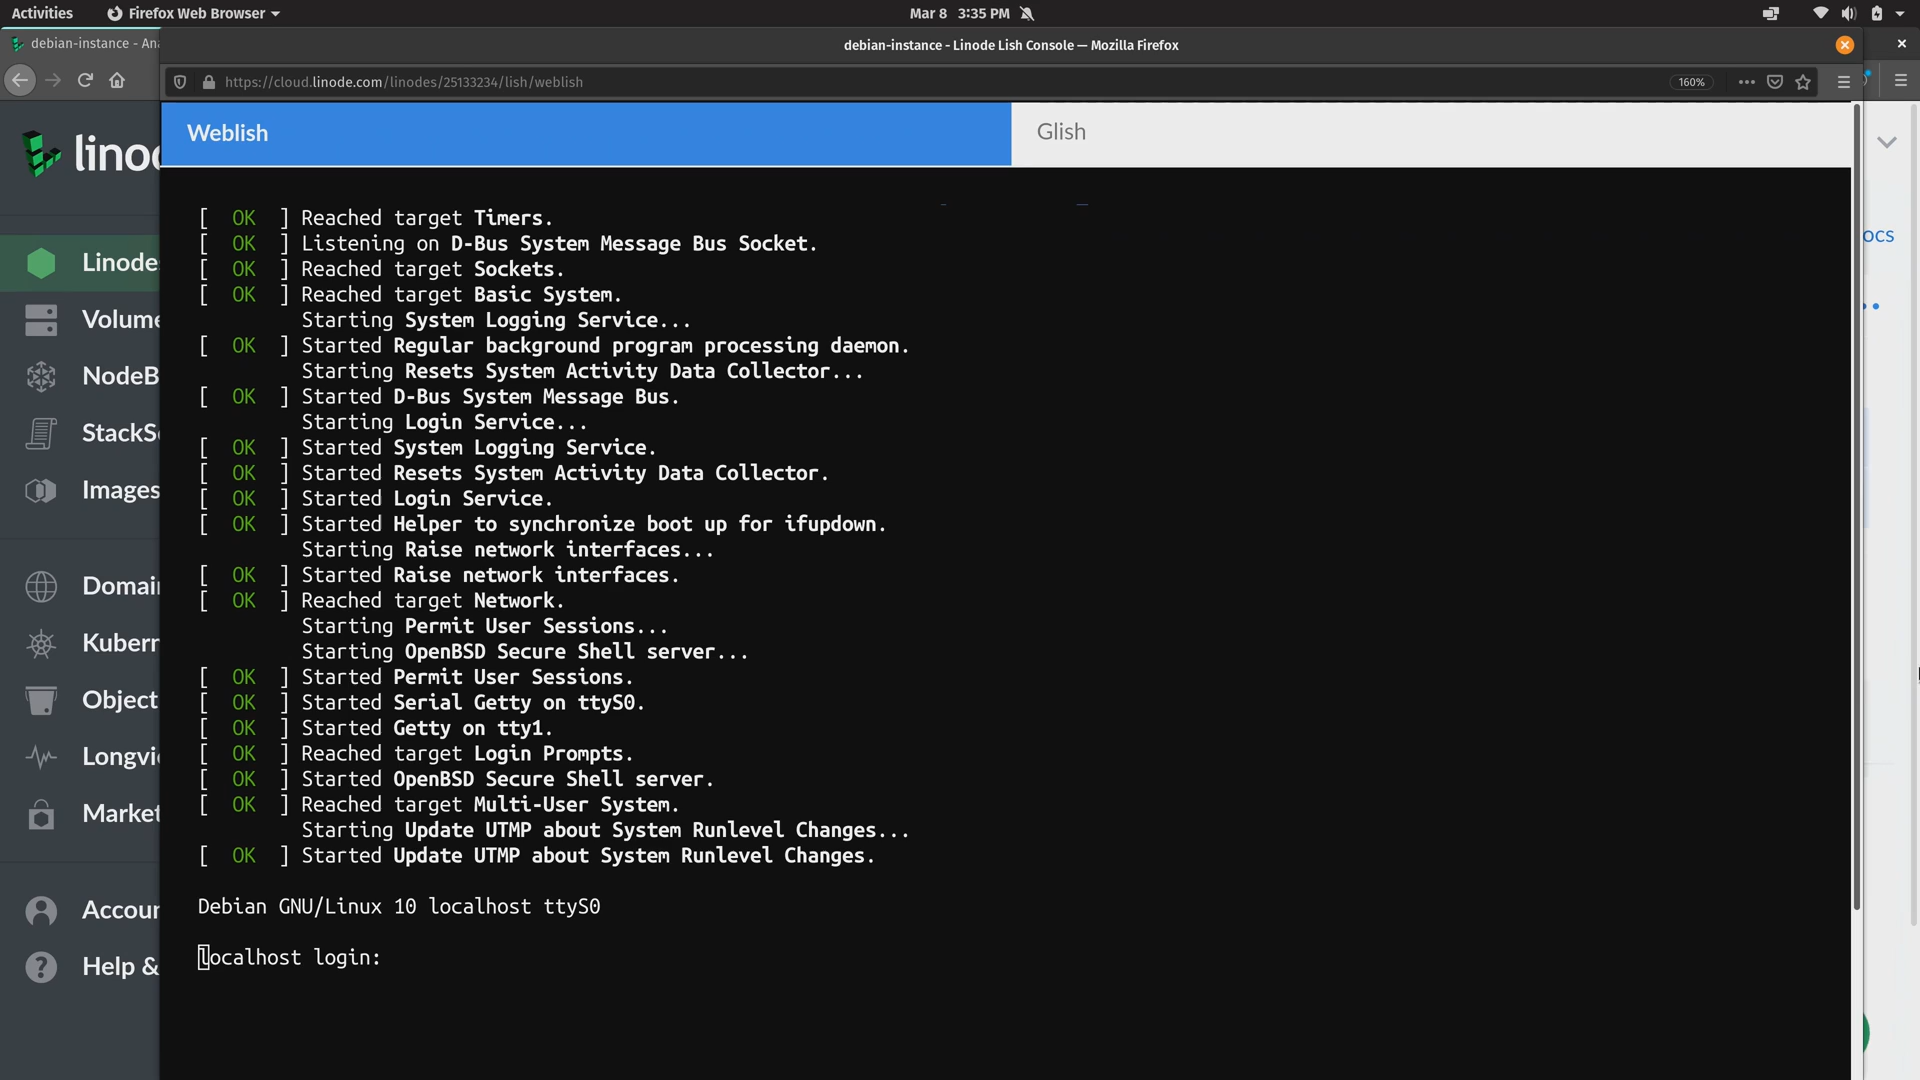 Activities
Firefox Web Browser
Mar 8 3:35 PM
debian-instance - An
debian-instance - Linode Lish Console — Mozilla Firefox
https://cloud.linode.com/linodes/25133234/lish/weblish
160%
Weblish
Glish
lino
Linodes
Volume
NodeB
StackSc
Images
Domain
Kubern
Object
Longvi
Market
Accoun
Help &
ocs
[ OK ] Reached target Timers.
[ OK ] Listening on D-Bus System Message Bus Socket.
[ OK ] Reached target Sockets.
[ OK ] Reached target Basic System.
Starting System Logging Service...
[ OK ] Started Regular background program processing daemon.
Starting Resets System Activity Data Collector...
[ OK ] Started D-Bus System Message Bus.
Starting Login Service...
[ OK ] Started System Logging Service.
[ OK ] Started Resets System Activity Data Collector.
[ OK ] Started Login Service.
[ OK ] Started Helper to synchronize boot up for ifupdown.
Starting Raise network interfaces...
[ OK ] Started Raise network interfaces.
[ OK ] Reached target Network.
Starting Permit User Sessions...
Starting OpenBSD Secure Shell server...
[ OK ] Started Permit User Sessions.
[ OK ] Started Serial Getty on ttyS0.
[ OK ] Started Getty on tty1.
[ OK ] Reached target Login Prompts.
[ OK ] Started OpenBSD Secure Shell server.
[ OK ] Reached target Multi-User System.
Starting Update UTMP about System Runlevel Changes...
[ OK ] Started Update UTMP about System Runlevel Changes.
Debian GNU/Linux 10 localhost ttyS0
localhost login: